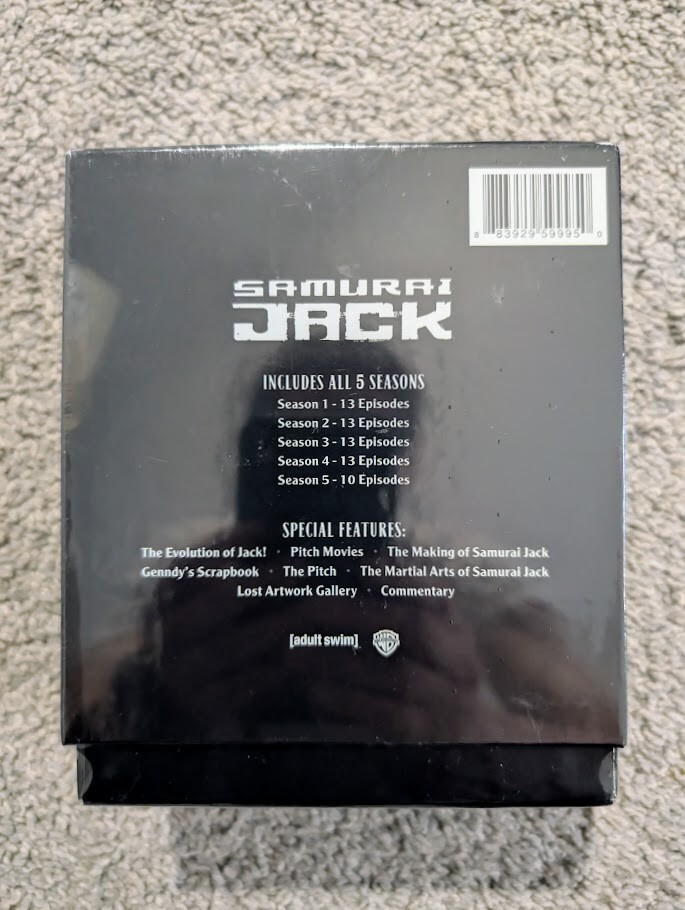 8 83929 59995 0
SAMURAI
JACK
INCLUDES ALL 5 SEASONS
Season 1 - 13 Episodes
Season 2 - 13 Episodes
Season 3 - 13 Episodes
Season 4 - 13 Episodes
Season 5 - 10 Episodes
SPECIAL FEATURES:
The Evolution of Jack! • Pitch Movies • The Making of Samurai Jack
Genndy's Scrapbook • The Pitch • The Martial Arts of Samurai Jack
Lost Artwork Gallery • Commentary
[adult swim] WB